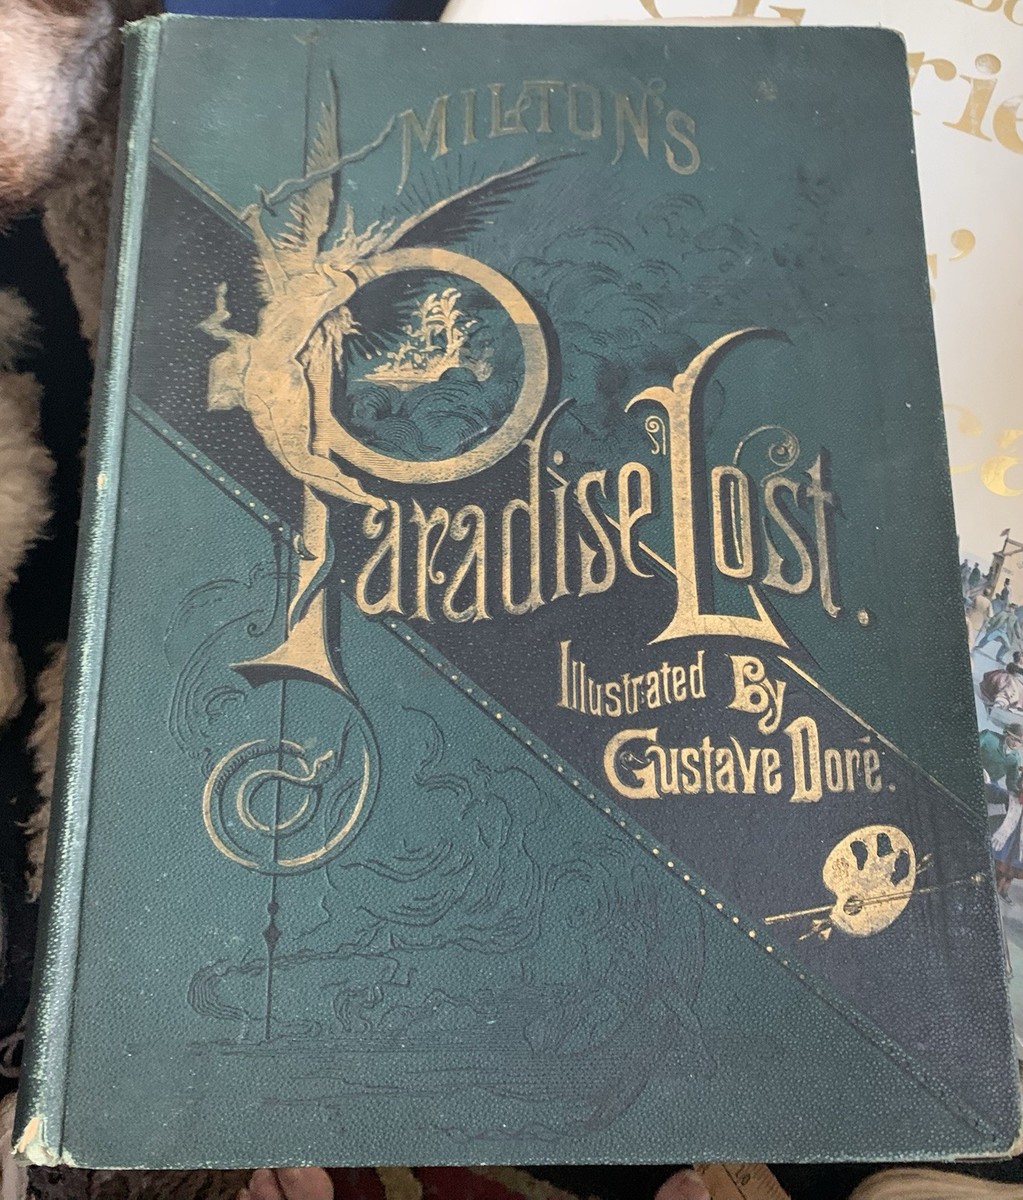 MILTON'S
Paradise Lost.
Illustrated By
Gustave Doré.